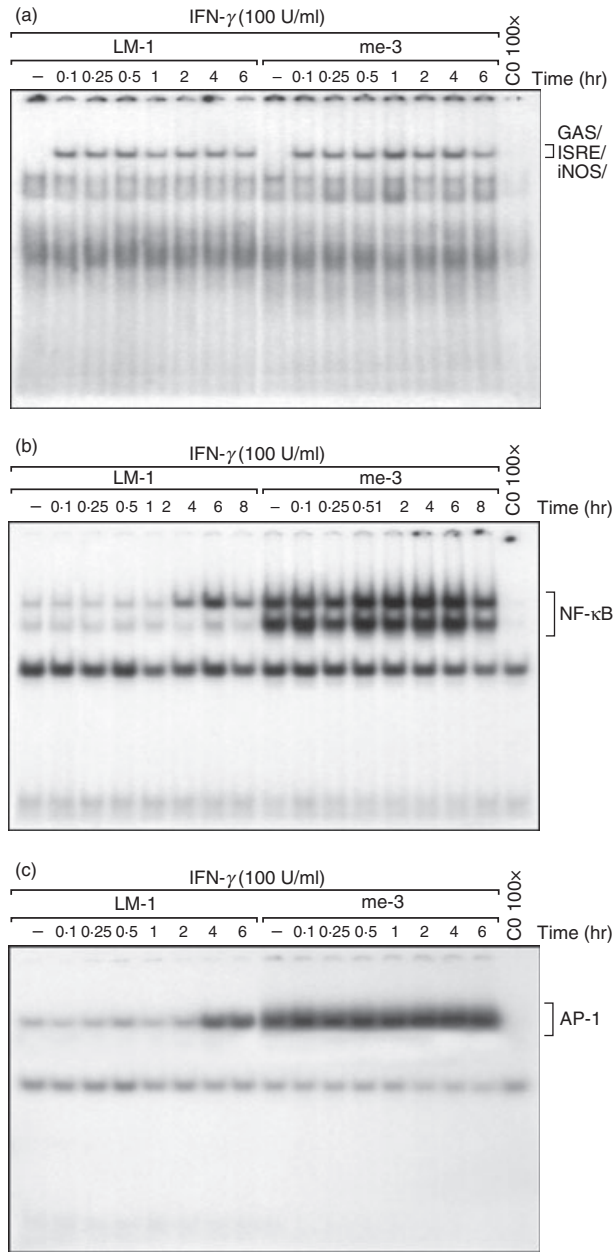 (a)
IFN-γ (100 U/ml)
LM-1 me-3
– 0·1 0·25 0·5 1 2 4 6 – 0·1 0·25 0·5 1 2 4 6 C0 100× Time (hr)
GAS/
ISRE/
iNOS/
(b)
IFN-γ (100 U/ml)
LM-1 me-3
– 0·1 0·25 0·5 1 2 4 6 8 – 0·1 0·25 0·51 2 4 6 8 C0 100× Time (hr)
NF-κB
(c)
IFN-γ (100 U/ml)
LM-1 me-3
– 0·1 0·25 0·5 1 2 4 6 – 0·1 0·25 0·5 1 2 4 6 C0 100× Time (hr)
AP-1